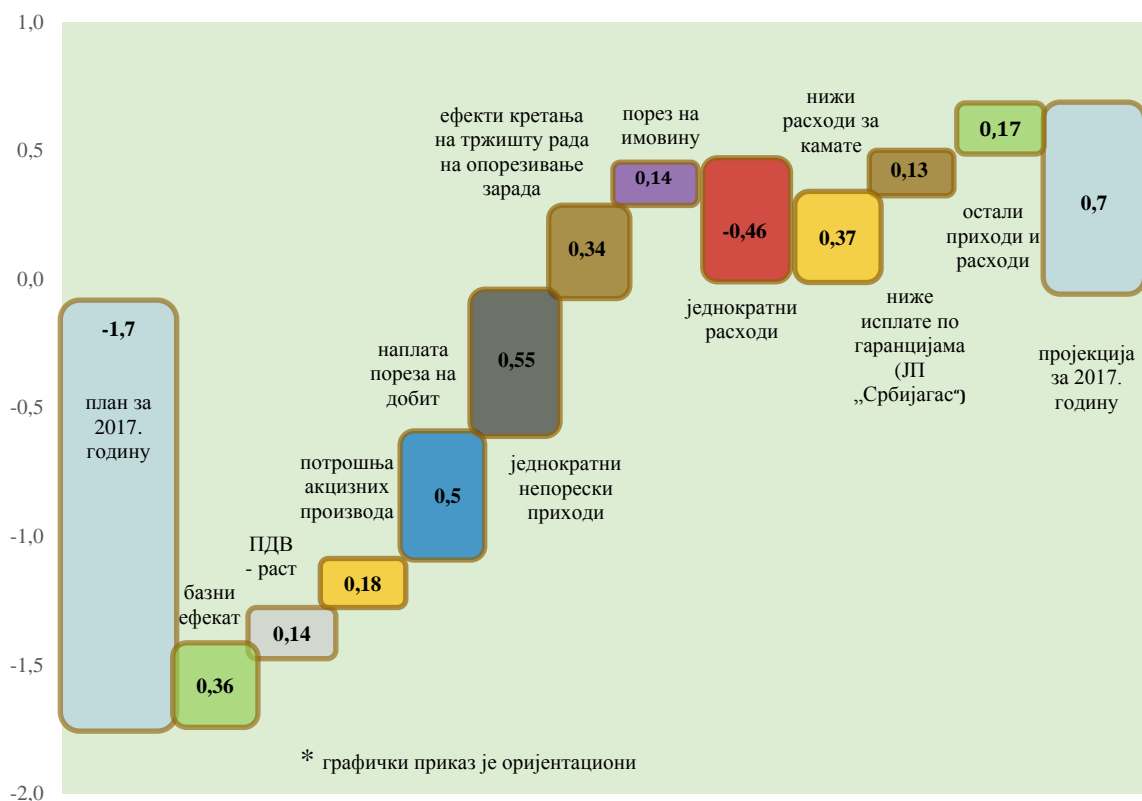 1,0
0,5
0,0
-0,5
-1,0
-1,5
-2,0
-1,7
план за
2017.
годину
базни
ефекат
0,36
ПДВ
- раст
0,14
потрошња
акцизних
производа
0,18
наплата
пореза на
добит
0,5
0,55
једнократни
непорески
приходи
ефекти кретања
на тржишту рада
на опорезивање
зарада
0,34
порез на
имовину
0,14
-0,46
једнократни
расходи
нижи
расходи за
камате
0,37
0,13
ниже
исплате по
гаранцијама
(ЈП
„Србијагас“)
0,17
остали
приходи и
расходи
0,7
пројекција
за 2017.
годину
* графички приказ је оријентациони